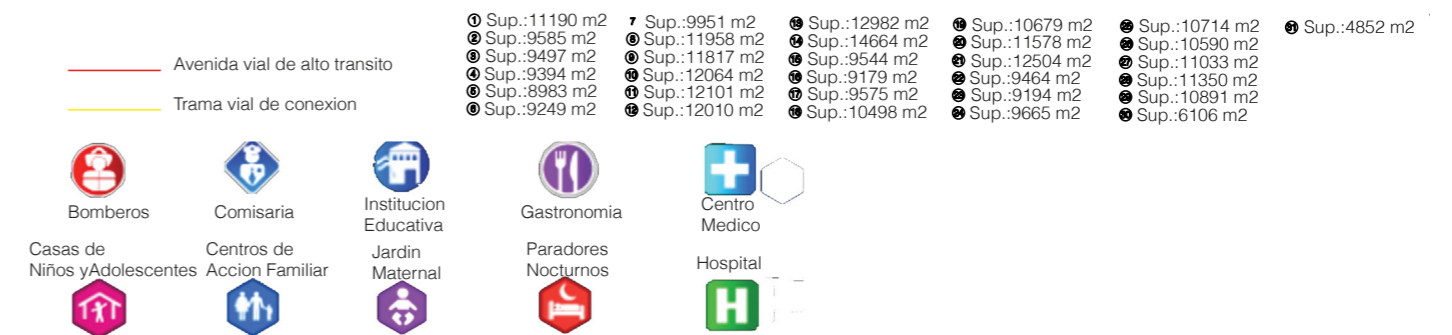 Avenida vial de alto transito
Trama vial de conexion
① Sup.:11190 m2
② Sup.:9585 m2
③ Sup.:9497 m2
④ Sup.:9394 m2
⑤ Sup.:8983 m2
⑥ Sup.:9249 m2
7 Sup.:9951 m2
⑧ Sup.:11958 m2
⑨ Sup.:11817 m2
⑩ Sup.:12064 m2
⑪ Sup.:12101 m2
⑫ Sup.:12010 m2
⑬ Sup.:12982 m2
⑭ Sup.:14664 m2
⑮ Sup.:9544 m2
⑯ Sup.:9179 m2
⑰ Sup.:9575 m2
⑱ Sup.:10498 m2
⑲ Sup.:10679 m2
⑳ Sup.:11578 m2
㉑ Sup.:12504 m2
㉒ Sup.:9464 m2
㉓ Sup.:9194 m2
㉔ Sup.:9665 m2
㉕ Sup.:10714 m2
㉖ Sup.:10590 m2
㉗ Sup.:11033 m2
㉘ Sup.:11350 m2
㉙ Sup.:10891 m2
㉚ Sup.:6106 m2
㉛ Sup.:4852 m2
Bomberos
Comisaria
Institucion
Educativa
Gastronomia
Centro
Medico
Casas de
Niños yAdolescentes
Centros de
Accion Familiar
Jardin
Maternal
Paradores
Nocturnos
Hospital
H